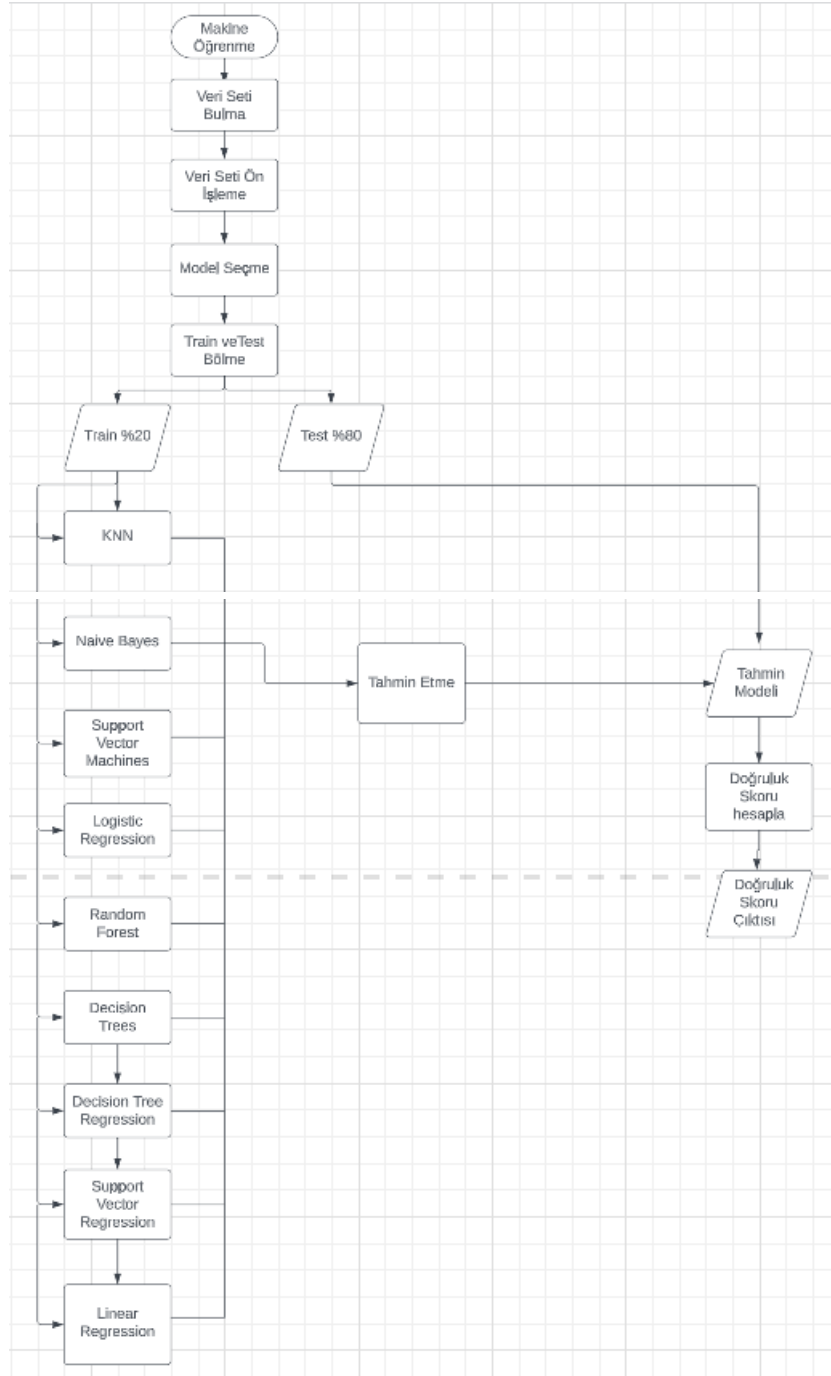 Makine
Öğrenme
Veri Seti
Bulma
Veri Seti Ön
İşleme
Model Seçme
Train veTest
Bölme
Train %20
Test %80
KNN
Naive Bayes
Tahmin Etme
Tahmin
Modeli
Support
Vector
Machines
Doğruluk
Skoru
hesapla
Logistic
Regression
Doğruluk
Skoru
Çıktısı
Random
Forest
Decision
Trees
Decision Tree
Regression
Support
Vector
Regression
Linear
Regression